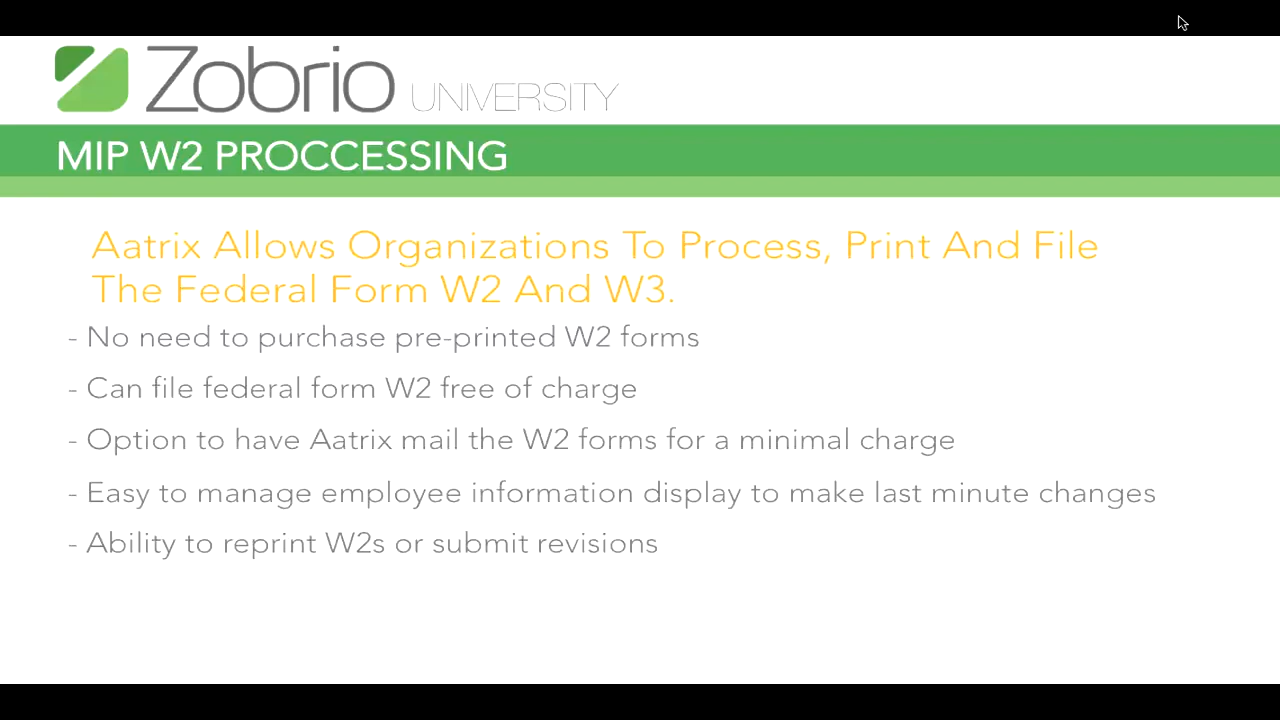 Zobrio UNIVERSITY
MIP W2 PROCCESSING
Aatrix Allows Organizations To Process, Print And File
The Federal Form W2 And W3.
- No need to purchase pre-printed W2 forms
- Can file federal form W2 free of charge
- Option to have Aatrix mail the W2 forms for a minimal charge
- Easy to manage employee information display to make last minute changes
- Ability to reprint W2s or submit revisions